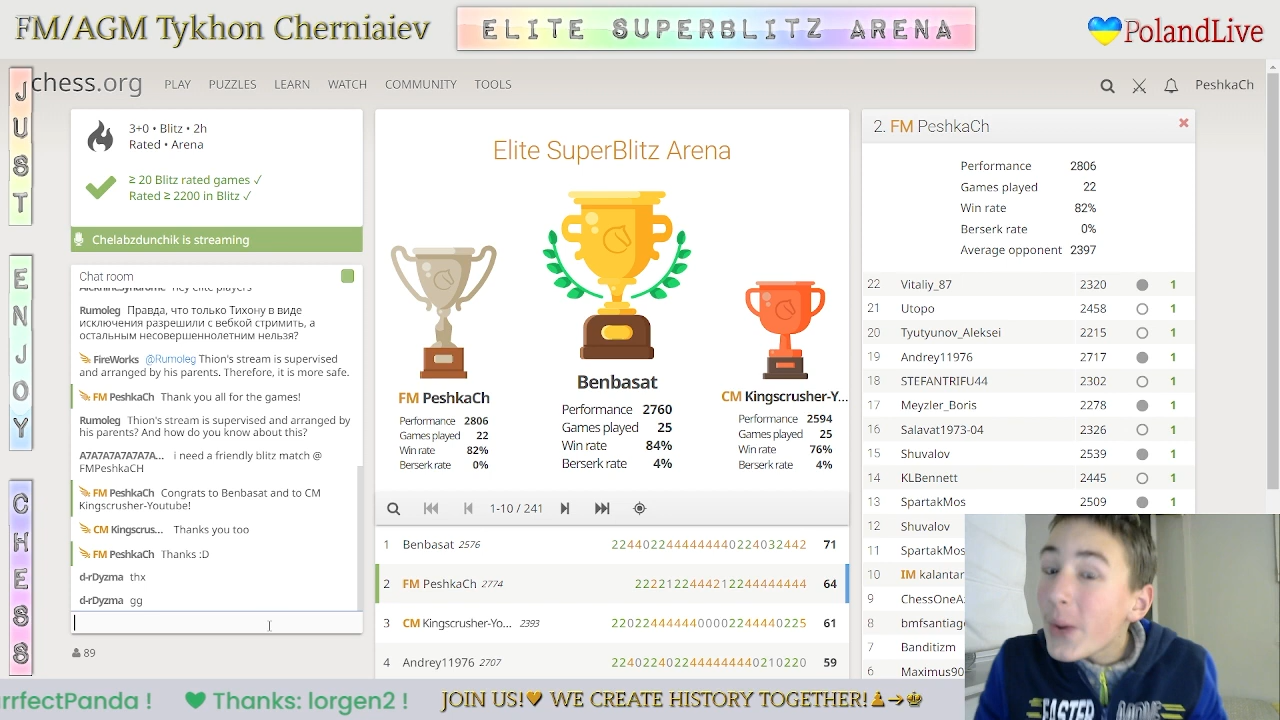 FM/AGM Tykhon Cherniaiev
ELITE SUPERBLITZ ARENA
PolandLive
JUST
ENJOY
CHESS
chess.org
PLAY
PUZZLES
LEARN
WATCH
COMMUNITY
TOOLS
PeshkaCh
3+0 • Blitz • 2h
Rated • Arena
≥ 20 Blitz rated games ✓
Rated ≥ 2200 in Blitz ✓
Chelabzdunchik is streaming
Chat room
AlekhineSyndrome hey elite players
Rumoleg Правда, что только Тихону в виде
исключения разрешили с вебкой стримить, а
остальным несовершеннолетним нельзя?
FireWorks @Rumoleg Thion's stream is supervised
and arranged by his parents. Therefore, it is more safe.
FM PeshkaCh Thank you all for the games!
Rumoleg Thion's stream is supervised and arranged by
his parents? And how do you know about this?
A7A7A7A7A7A7A... i need a friendly blitz match @
FMPeshkaCH
FM PeshkaCh Congrats to Benbasat and to CM
Kingscrusher-Youtube!
CM Kingscrus... Thanks you too
FM PeshkaCh Thanks :D
d-rDyzma thx
d-rDyzma gg
89
Elite SuperBlitz Arena
FM PeshkaCh
Performance 2806
Games played 22
Win rate 82%
Berserk rate 0%
Benbasat
Performance 2760
Games played 25
Win rate 84%
Berserk rate 4%
CM Kingscrusher-Y...
Performance 2594
Games played 25
Win rate 76%
Berserk rate 4%
1-10 / 241
1 Benbasat 2576 2244022444444440224032442 71
2 FM PeshkaCh 2774 2222122444212244444444 64
3 CM Kingscrusher-Yo... 2393 2202244444400002244440225 61
4 Andrey11976 2707 2240224422444444440210220 59
2. FM PeshkaCh
Performance 2806
Games played 22
Win rate 82%
Berserk rate 0%
Average opponent 2397
22 Vitaliy_87 2320 1
21 Utopo 2458 1
20 Tyutyunov_Aleksei 2215 1
19 Andrey11976 2717 1
18 STEFANTRIFU44 2302 1
17 Meyzler_Boris 2278 1
16 Salavat1973-04 2326 1
15 Shuvalov 2539 1
14 KLBennett 2445 1
13 SpartakMos 2509 1
12 Shuvalov
11 SpartakMos
10 IM kalantar
9 ChessOneA
8 bmfsantiag
7 Banditizm
6 Maximus90
rrfectPanda !
Thanks: lorgen2 !
JOIN US!♥ WE CREATE HISTORY TOGETHER!♟→♚